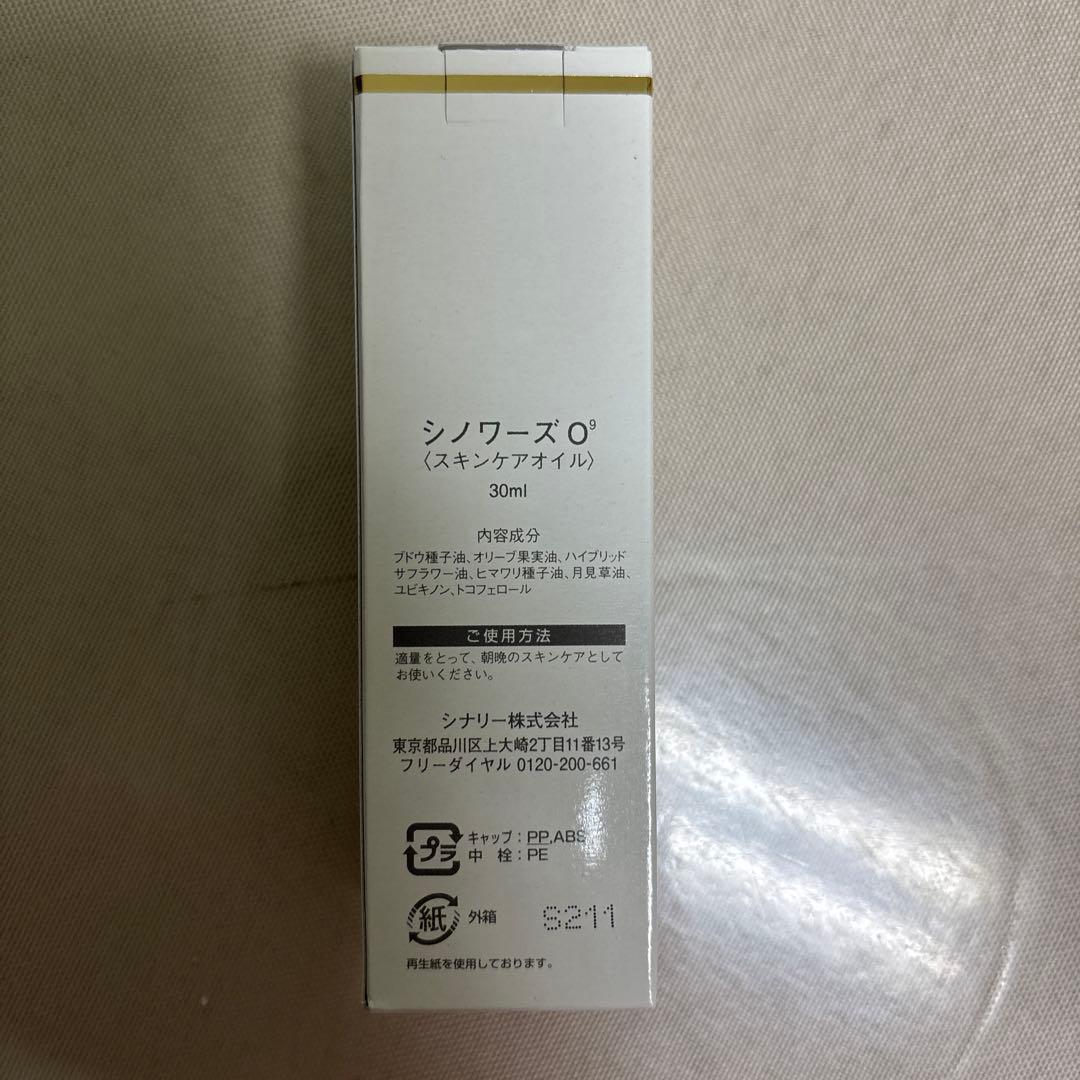 シノワーズ O⁹
〈スキンケアオイル〉
30ml
内容成分
ブドウ種子油、オリーブ果実油、ハイブリッド
サフラワー油、ヒマワリ種子油、月見草油、
ユビキノン、トコフェロール
ご使用方法
適量をとって、朝晩のスキンケアとして
お使いください。
シナリー株式会社
東京都品川区上大崎2丁目11番13号
フリーダイヤル 0120-200-661
プラ
キャップ：PP,ABS
中 栓：PE
紙
外箱
S211
再生紙を使用しております。